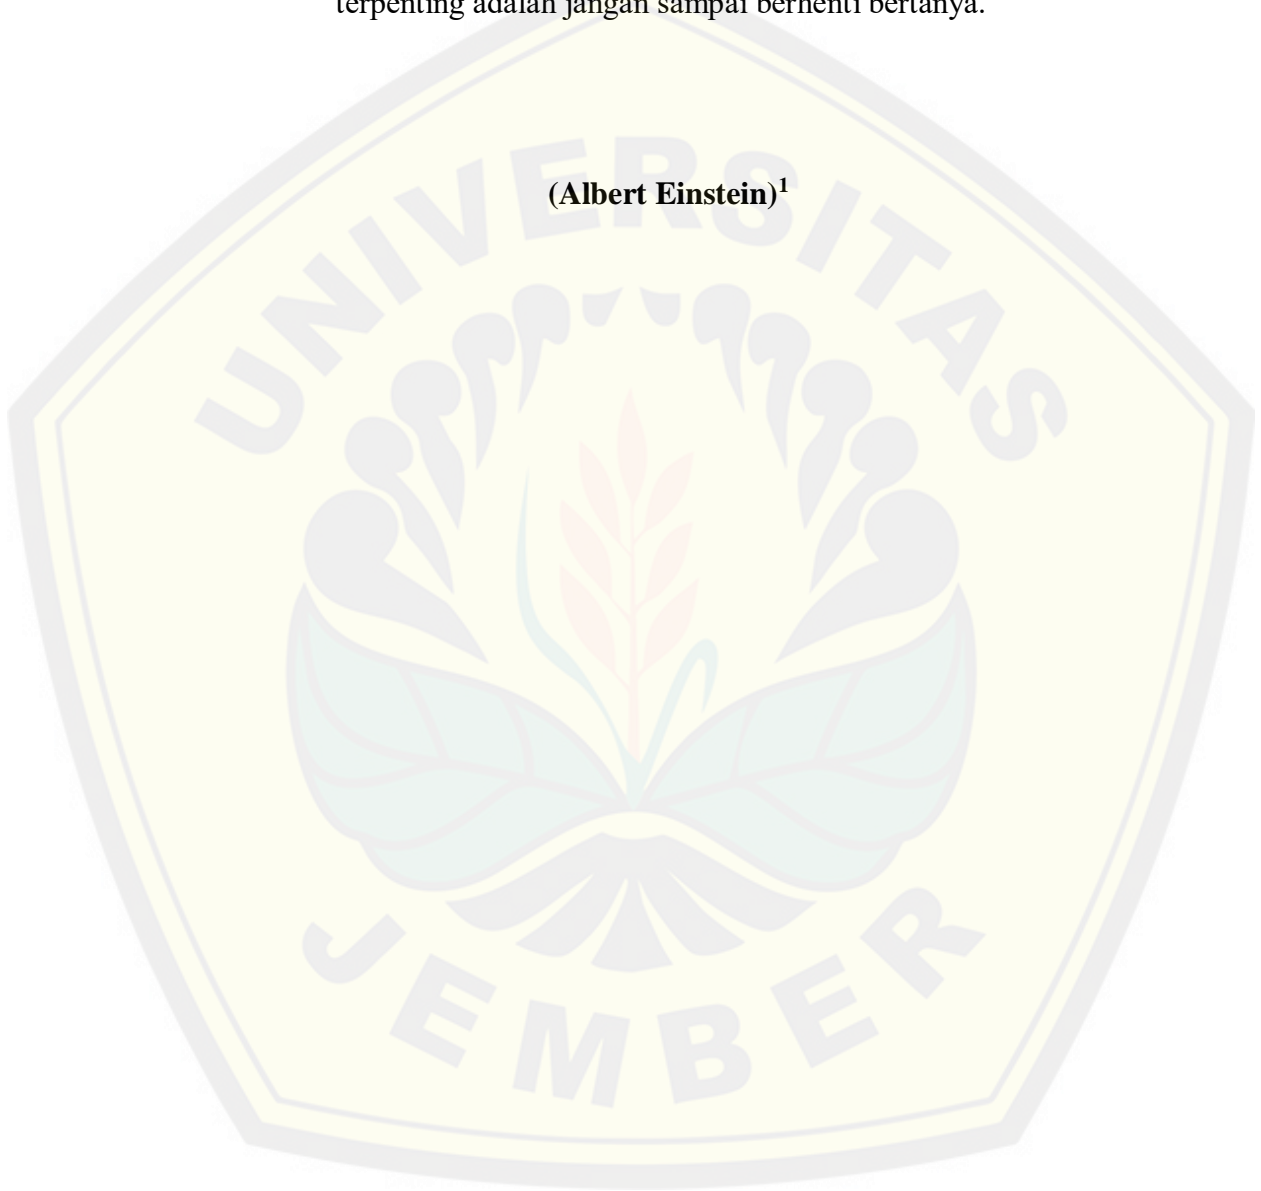 terpenting adalah jangan sampai berhenti bertanya.
(Albert Einstein)¹
UNIVERSITAS
JEMBER